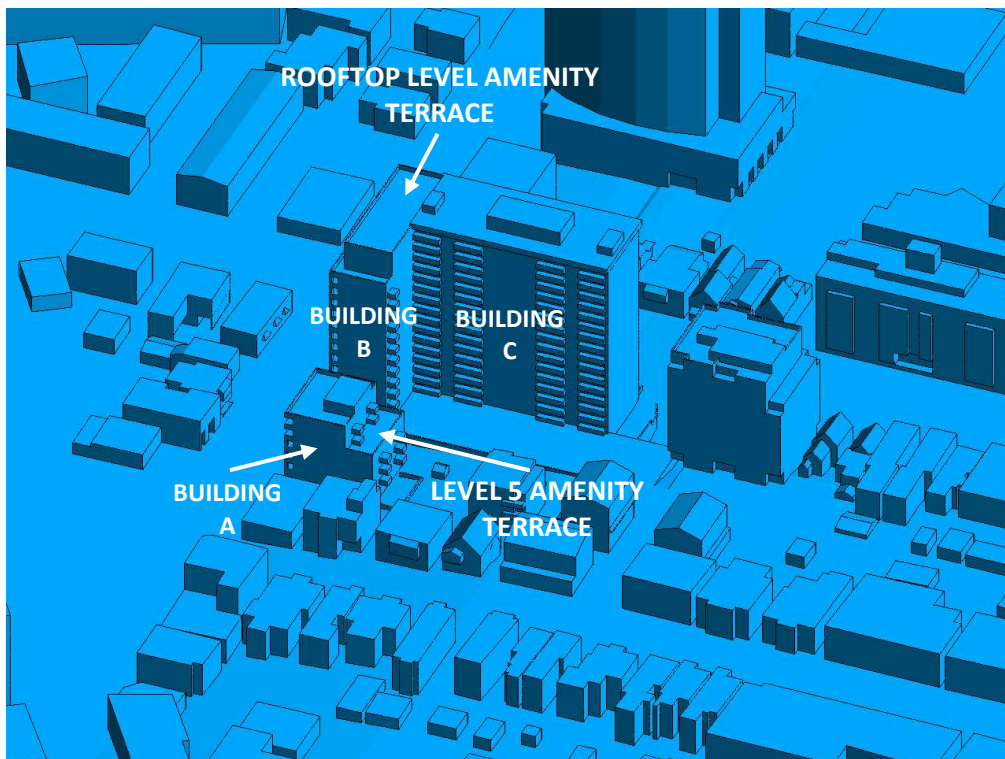 ROOFTOP LEVEL AMENITY
TERRACE
BUILDING
B
BUILDING
C
BUILDING
A
LEVEL 5 AMENITY
TERRACE